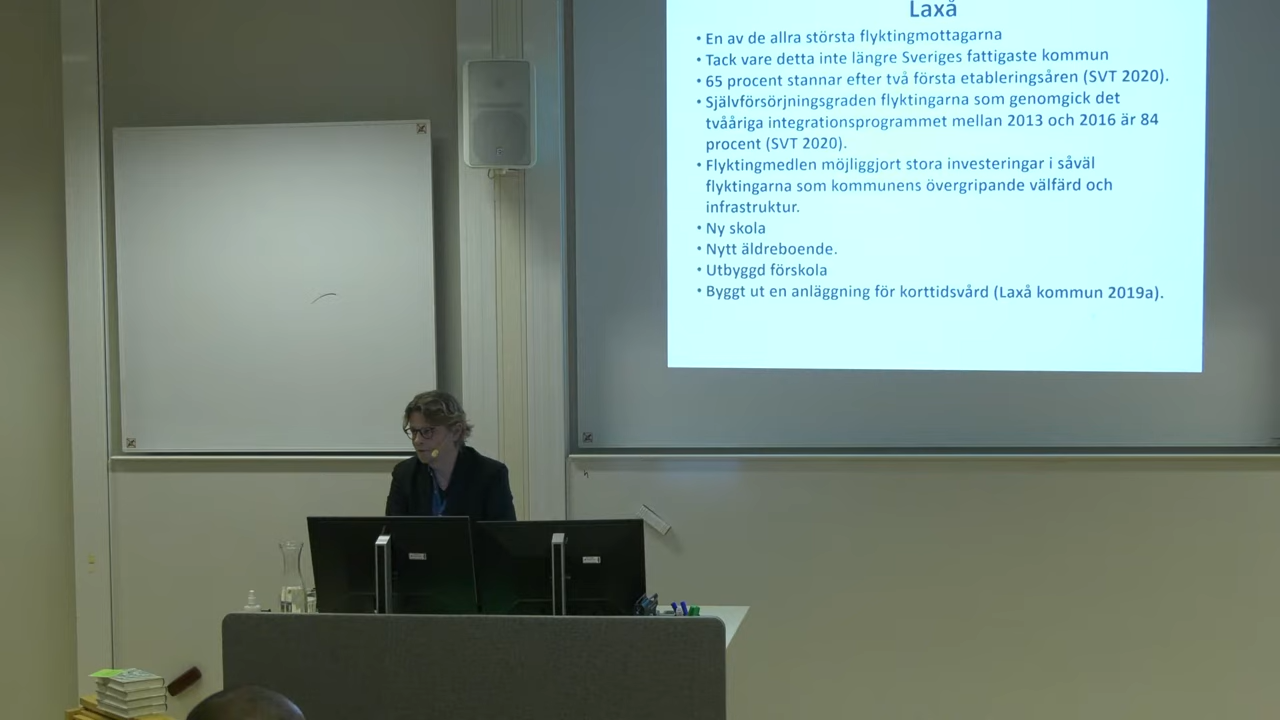 Laxå
• En av de allra största flyktingmottagarna
• Tack vare detta inte längre Sveriges fattigaste kommun
• 65 procent stannar efter två första etableringsåren (SVT 2020).
• Självförsörjningsgraden flyktingarna som genomgick det
tvååriga integrationsprogrammet mellan 2013 och 2016 är 84
procent (SVT 2020).
• Flyktingmedlen möjliggjort stora investeringar i såväl
flyktingarna som kommunens övergripande välfärd och
infrastruktur.
• Ny skola
• Nytt äldreboende.
• Utbyggd förskola
• Byggt ut en anläggning för korttidsvård (Laxå kommun 2019a).